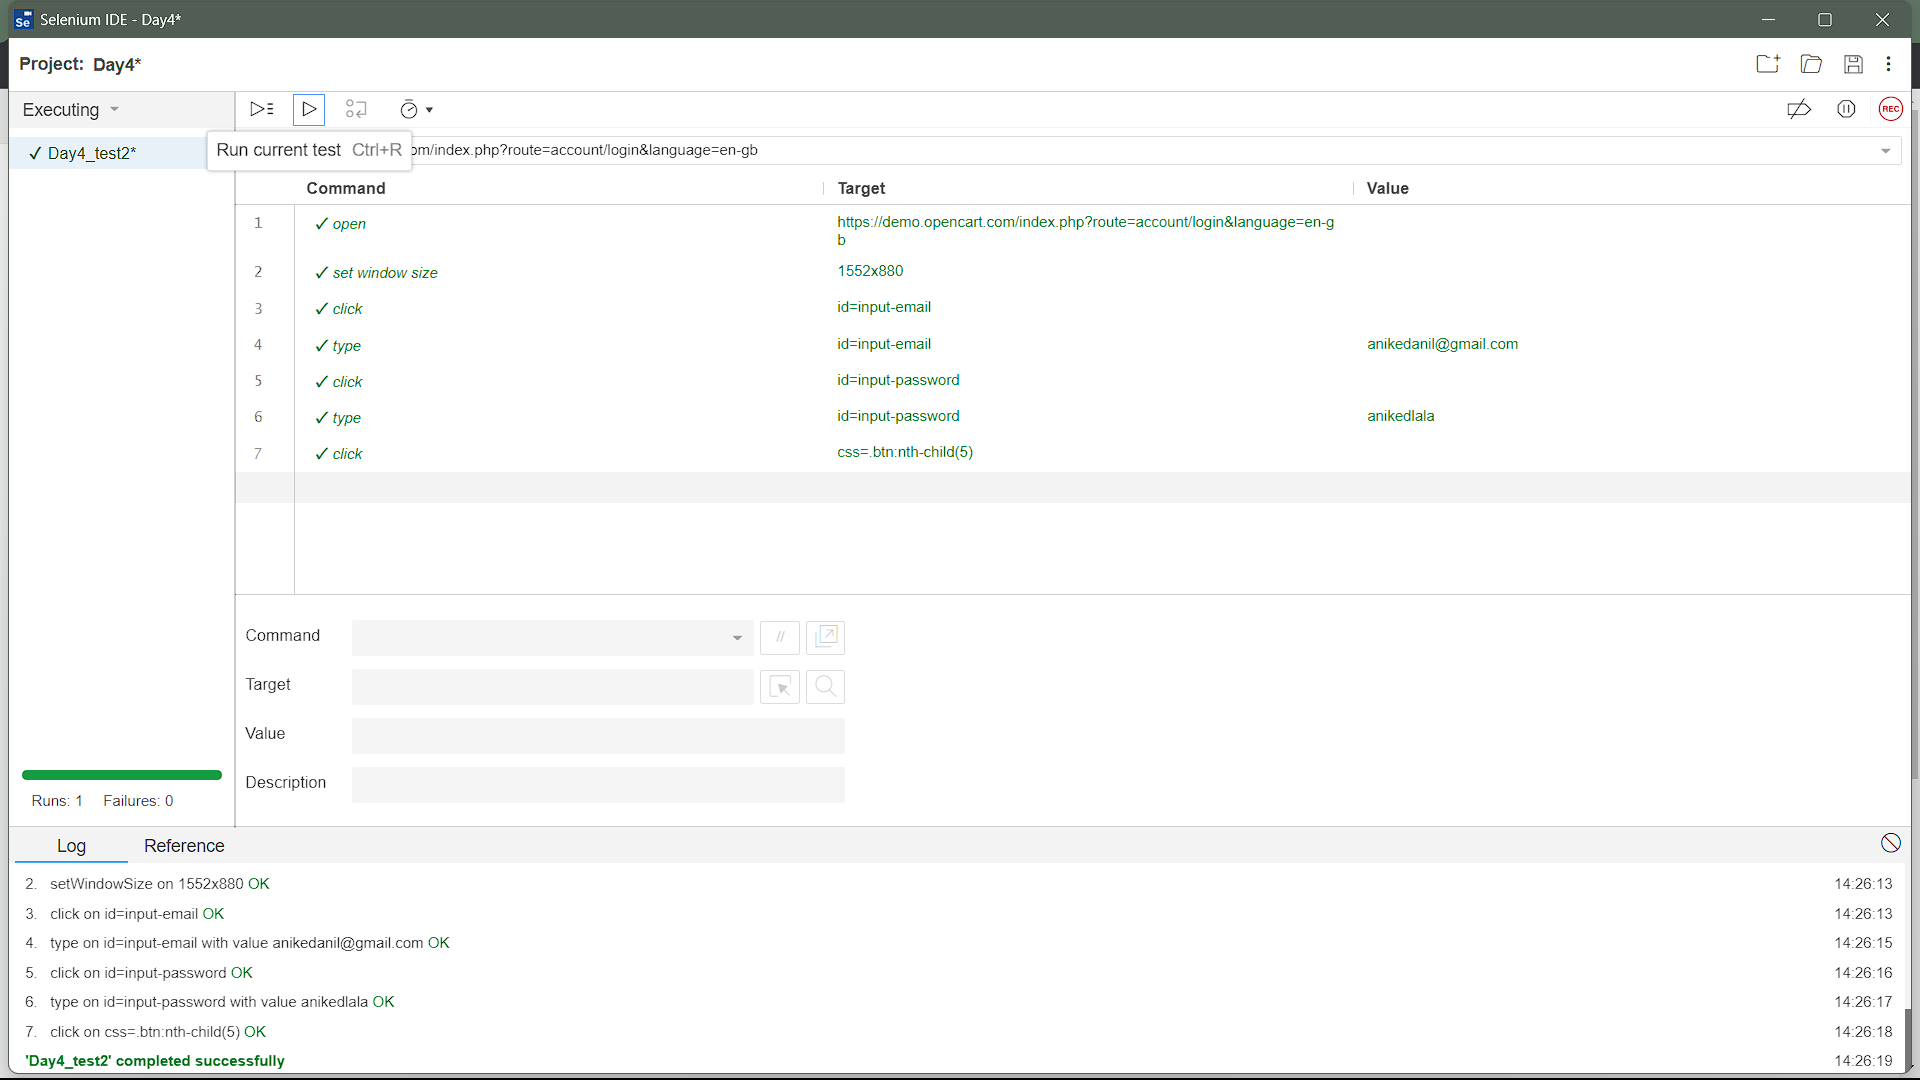 Se Selenium IDE - Day4*
Project: Day4*
Executing
REC
✓ Day4_test2*
Run current test Ctrl+R
om/index.php?route=account/login&language=en-gb
Command Target Value
1 ✓ open https://demo.opencart.com/index.php?route=account/login&language=en-g
b
2 ✓ set window size 1552x880
3 ✓ click id=input-email
4 ✓ type id=input-email anikedanil@gmail.com
5 ✓ click id=input-password
6 ✓ type id=input-password anikedlala
7 ✓ click css=.btn:nth-child(5)
Command //
Target
Value
Description
Runs: 1 Failures: 0
Log Reference
2. setWindowSize on 1552x880 OK 14:26:13
3. click on id=input-email OK 14:26:13
4. type on id=input-email with value anikedanil@gmail.com OK 14:26:15
5. click on id=input-password OK 14:26:16
6. type on id=input-password with value anikedlala OK 14:26:17
7. click on css=.btn:nth-child(5) OK 14:26:18
'Day4_test2' completed successfully 14:26:19